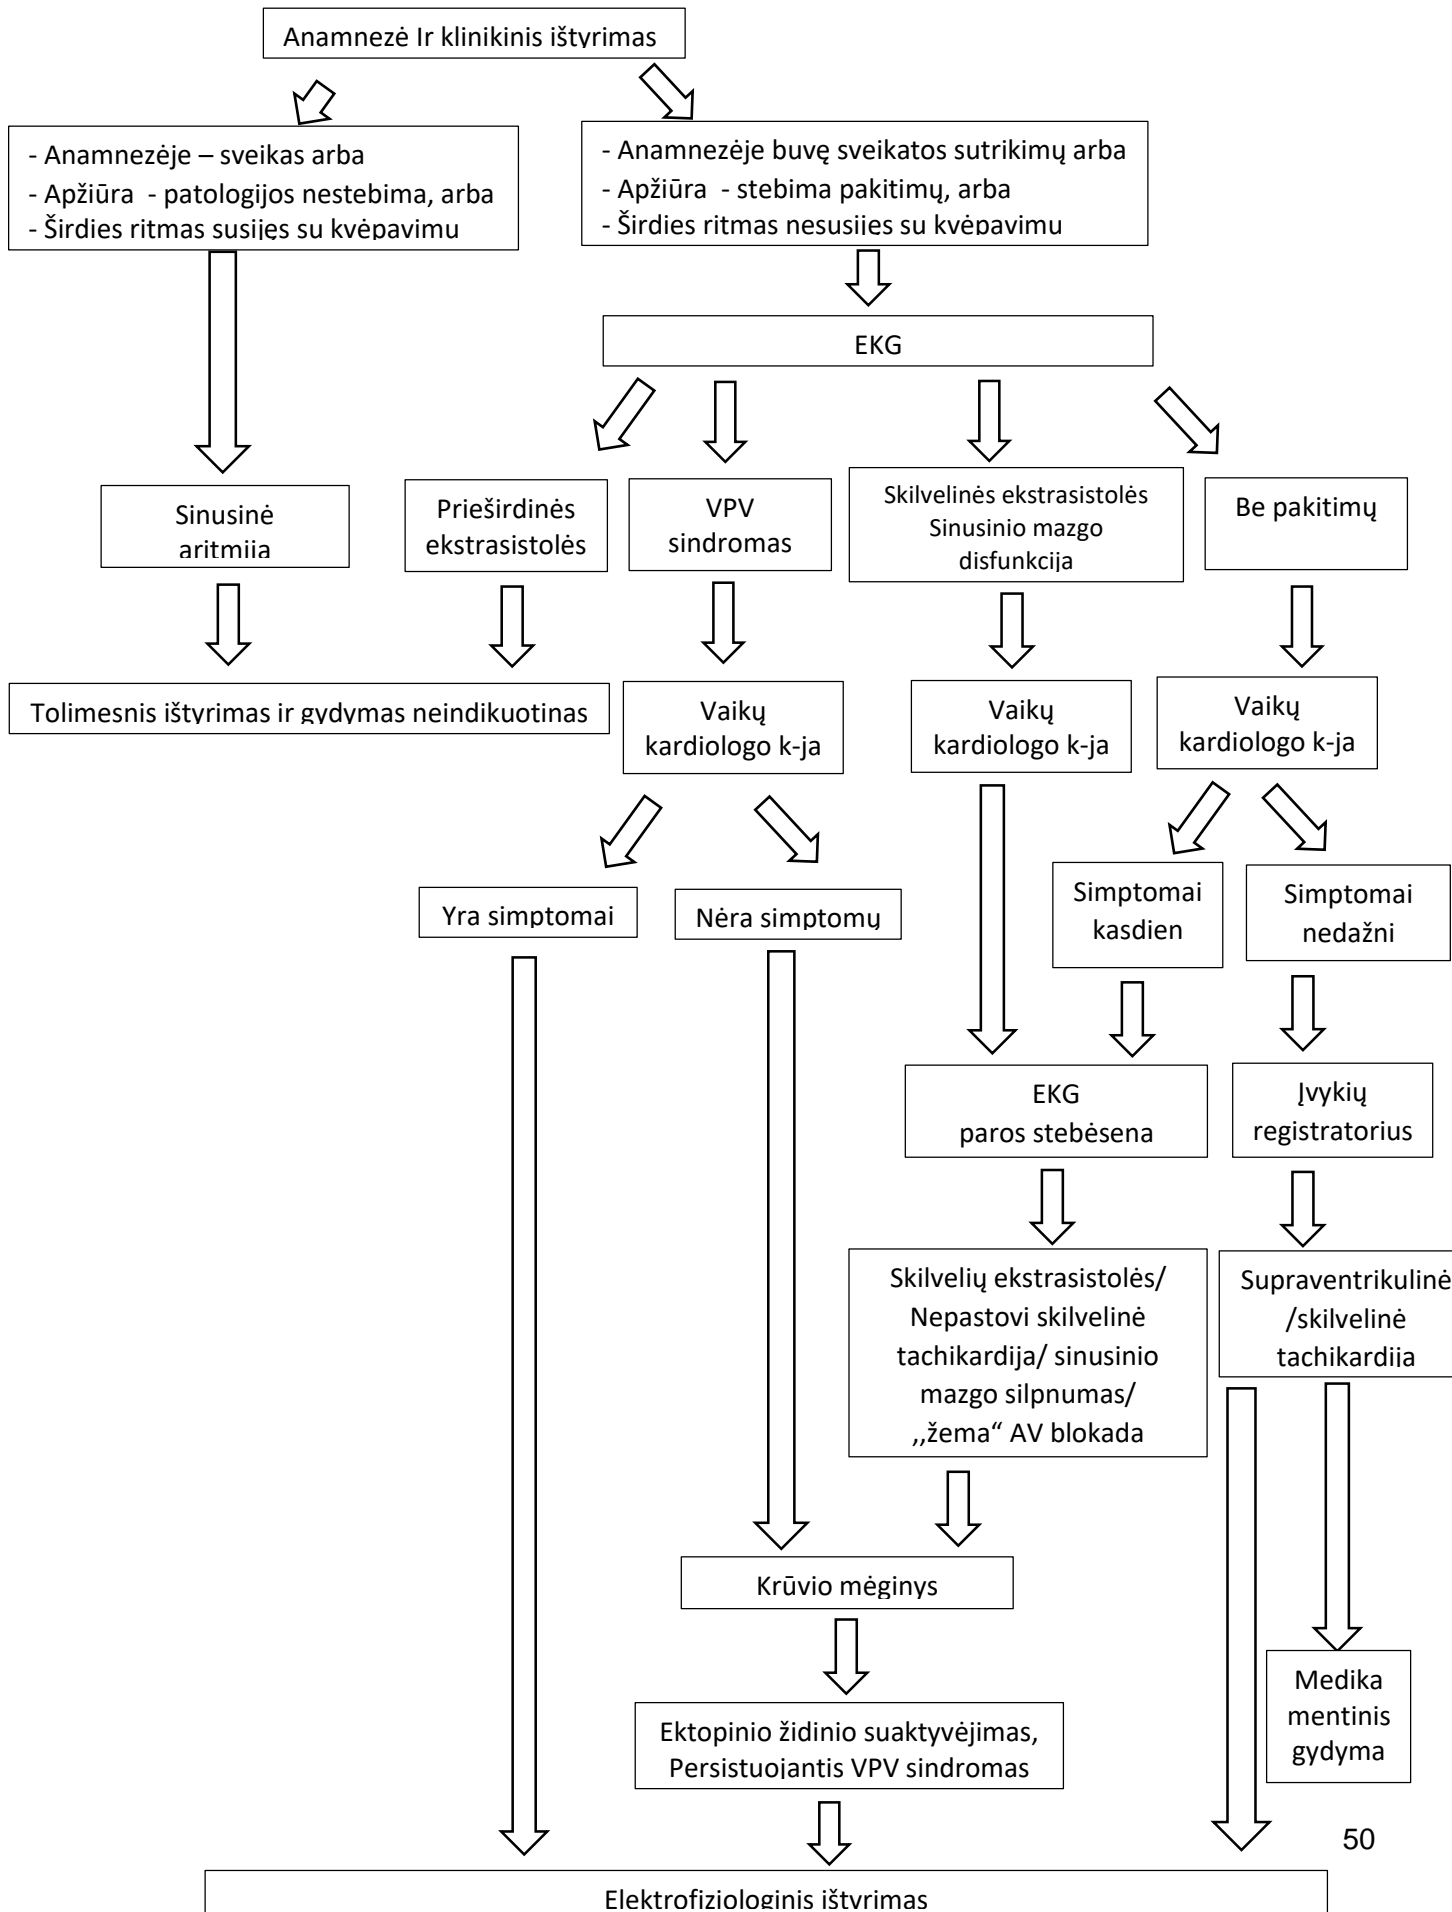 Anamnezė Ir klinikinis ištyrimas
- Anamnezėje – sveikas arba
- Apžiūra - patologijos nestebima, arba
- Širdies ritmas susijęs su kvėpavimu
- Anamnezėje buvę sveikatos sutrikimų arba
- Apžiūra - stebima pakitimų, arba
- Širdies ritmas nesusijęs su kvėpavimu
EKG
Sinusinė
aritmija
Prieširdinės
ekstrasistolės
VPV
sindromas
Skilvelinės ekstrasistolės
Sinusinio mazgo
disfunkcija
Be pakitimų
Tolimesnis ištyrimas ir gydymas neindikuotinas
Vaikų
kardiologo k-ja
Vaikų
kardiologo k-ja
Vaikų
kardiologo k-ja
Yra simptomai
Nėra simptomų
Simptomai
kasdien
Simptomai
nedažni
EKG
paros stebėsena
Įvykių
registratorius
Skilvelių ekstrasistolės/
Nepastovi skilvelinė
tachikardija/ sinusinio
mazgo silpnumas/
,,žema“ AV blokada
Supraventrikulinė
/skilvelinė
tachikardija
Krūvio mėginys
Medika
mentinis
gydyma
Ektopinio židinio suaktyvėjimas,
Persistuojantis VPV sindromas
50
Elektrofiziologinis ištyrimas